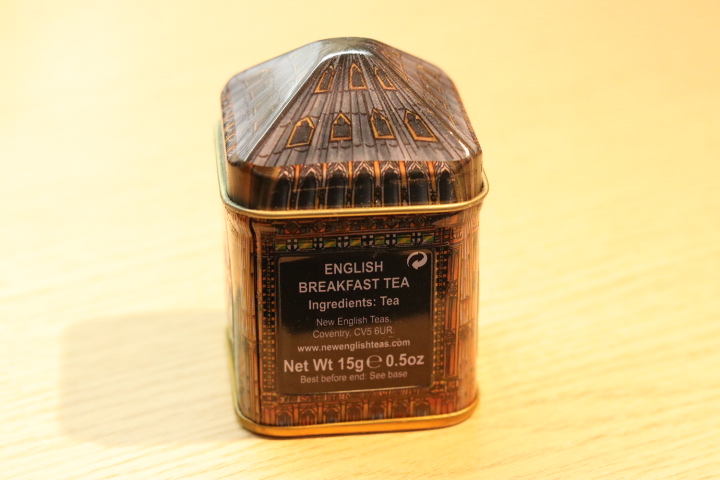 ENGLISH
BREAKFAST TEA
Ingredients: Tea
New English Teas,
Coventry, CV5 6UR.
www.newenglishteas.com
Net Wt 15g ℮ 0.5oz
Best before end: See base